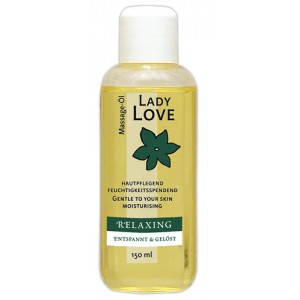 Massage-Öl
LADY
LOVE
HAUTPFLEGEND
FEUCHTIGKEITSSPENDEND
GENTLE TO YOUR SKIN
MOISTURISING
RELAXING
ENTSPANNT & GELÖST
150 ml